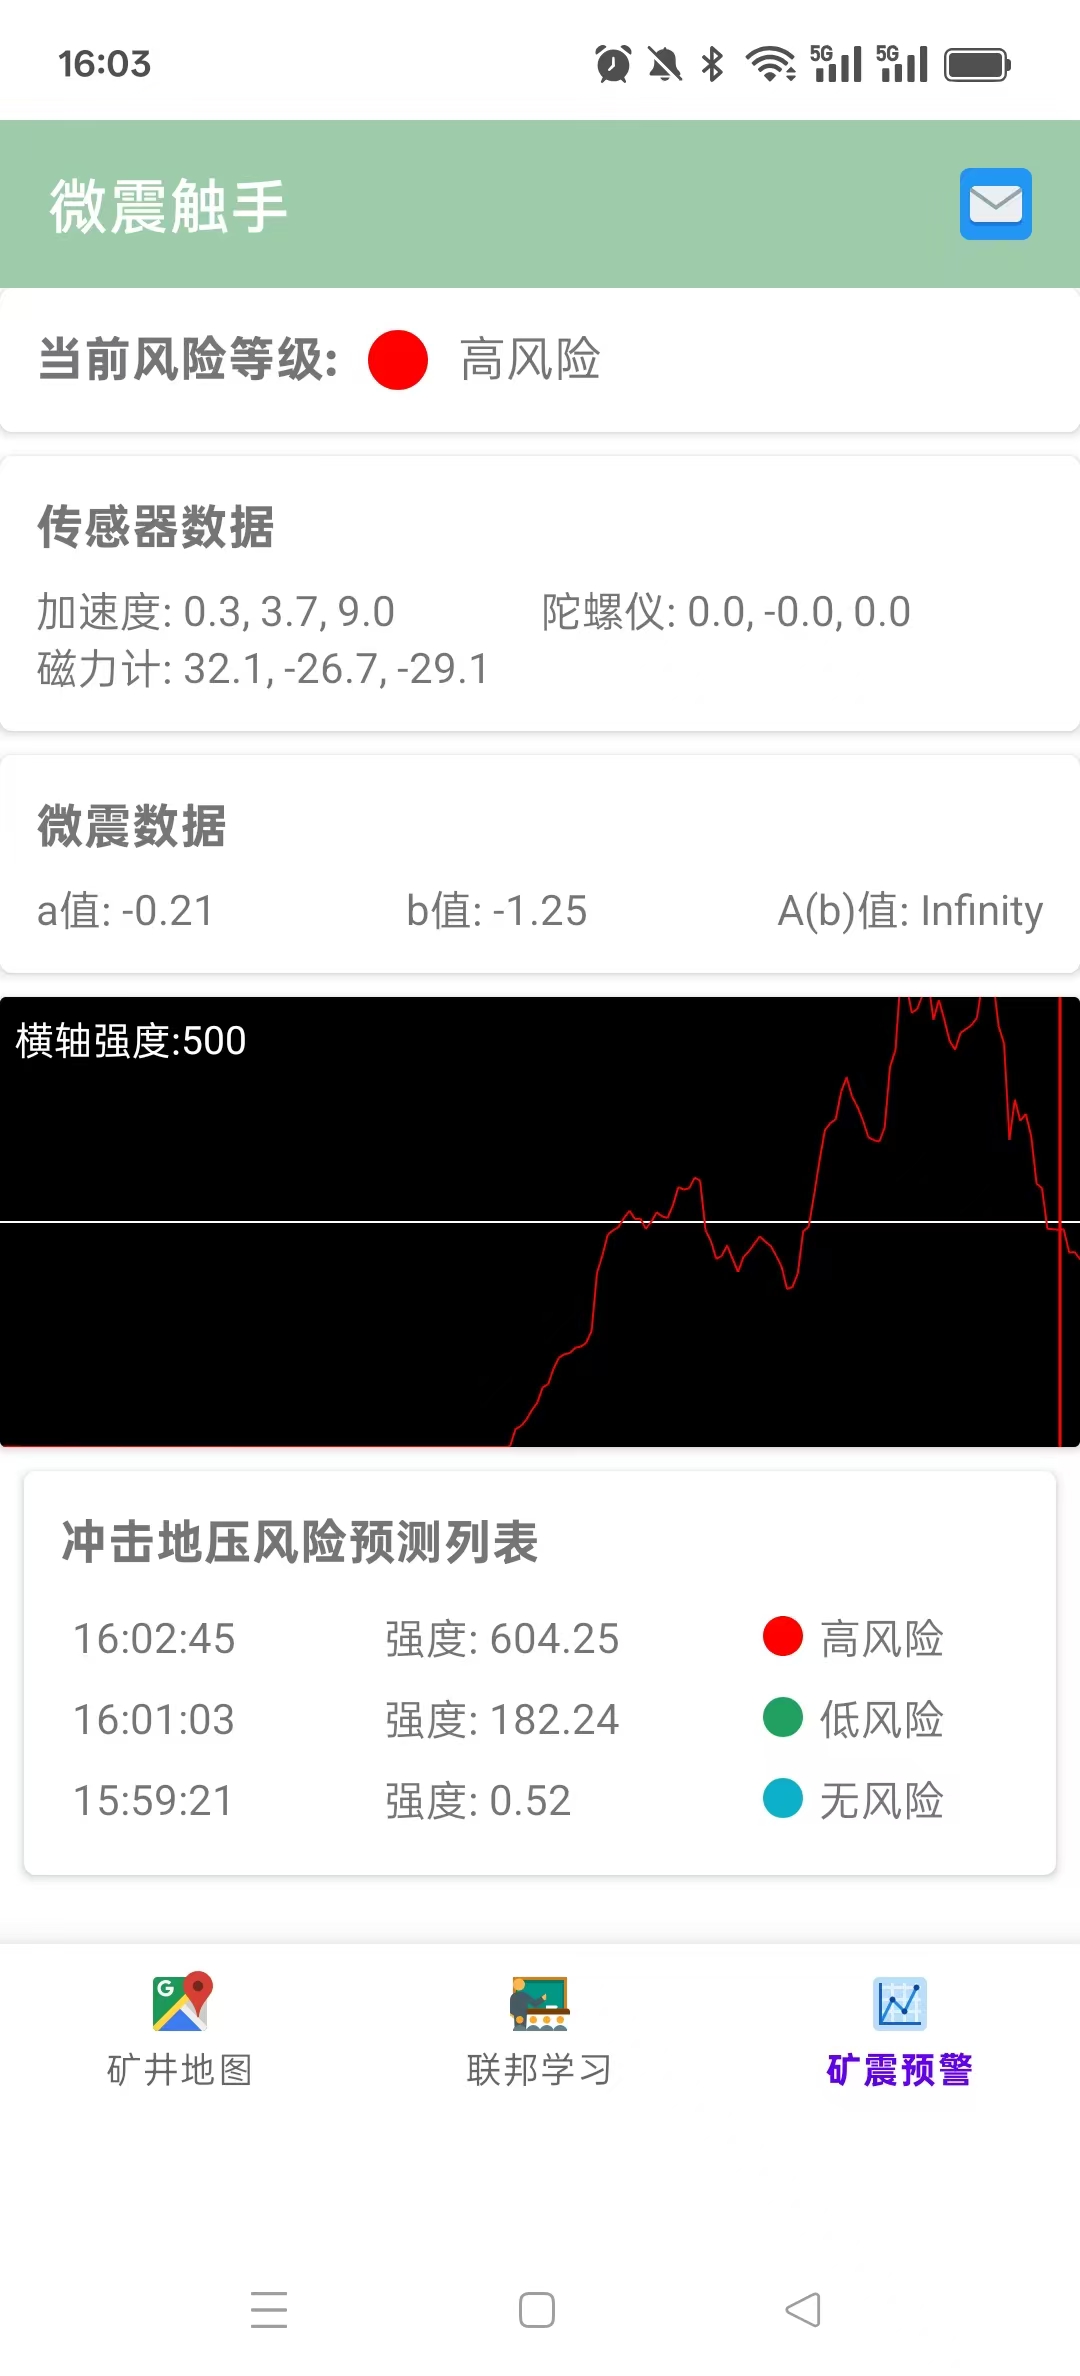 16:03
5G 5G
微震触手
当前风险等级: 高风险
传感器数据
加速度: 0.3, 3.7, 9.0 陀螺仪: 0.0, -0.0, 0.0
磁力计: 32.1, -26.7, -29.1
微震数据
a值: -0.21 b值: -1.25 A(b)值: Infinity
横轴强度:500
冲击地压风险预测列表
16:02:45 强度: 604.25 高风险
16:01:03 强度: 182.24 低风险
15:59:21 强度: 0.52 无风险
G
矿井地图 联邦学习 矿震预警